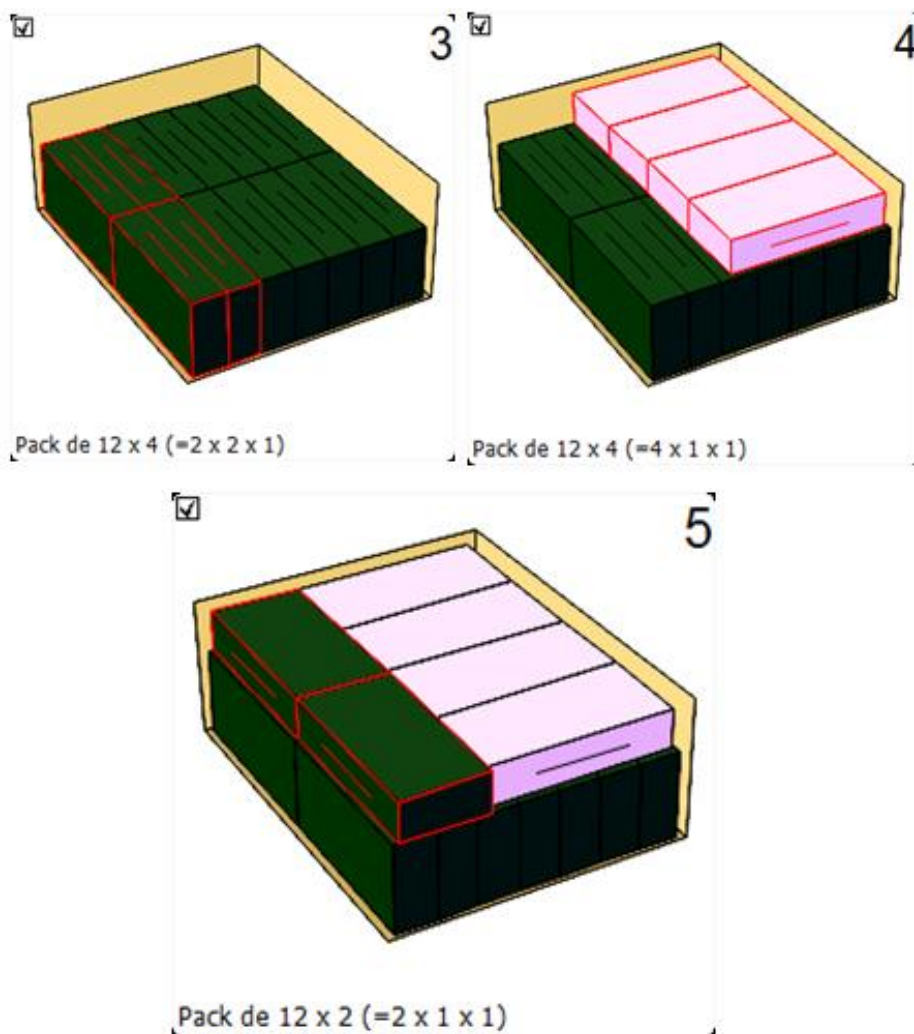 3
4
Pack de 12 x 4 (=2 x 2 x 1)
Pack de 12 x 4 (=4 x 1 x 1)
5
Pack de 12 x 2 (=2 x 1 x 1)